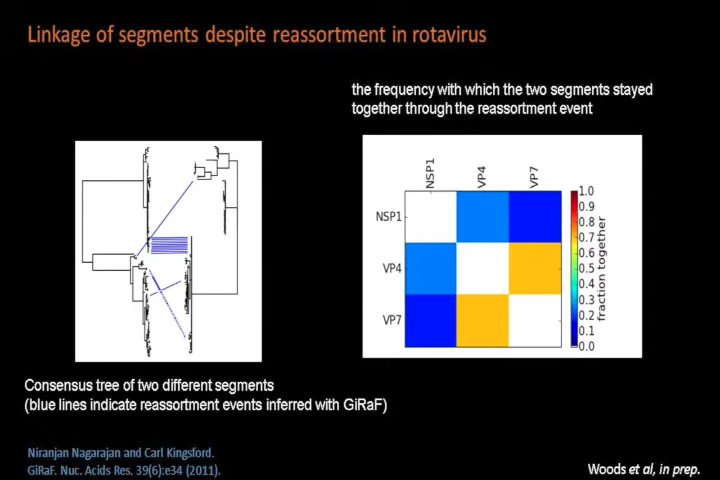 Linkage of segments despite reassortment in rotavirus
the frequency with which the two segments stayed
together through the reassortment event
NSP1
VP4
VP7
NSP1
VP4
VP7
1.0
0.9
0.8
0.7
0.6
0.5
0.4
0.3
0.2
0.1
0.0
fraction together
Consensus tree of two different segments
(blue lines indicate reassortment events inferred with GiRaF)
Niranjan Nagarajan and Carl Kingsford.
GiRaF. Nuc. Acids Res. 39(6):e34 (2011).
Woods et al, in prep.